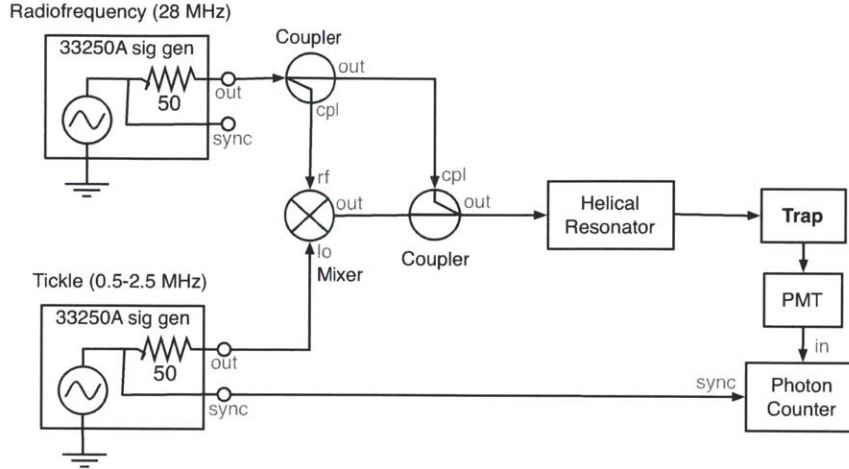 Radiofrequency (28 MHz)
33250A sig gen
50
out
sync
Coupler
out
cpl
rf
out
lo
Mixer
cpl
out
Coupler
Helical
Resonator
Trap
PMT
in
Photon
Counter
sync
Tickle (0.5-2.5 MHz)
33250A sig gen
50
out
sync